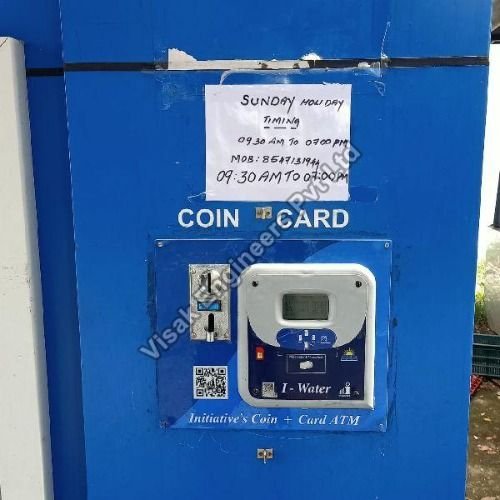 SUNDAY HOLIDAY
TIMING
09.30 AM TO 07:00 PM
MOB: 8547131944
09:30 AM TO 07:00 PM
COIN CARD
I - Water
Initiative's Coin + Card ATM
Visak Engineers Pvt Ltd